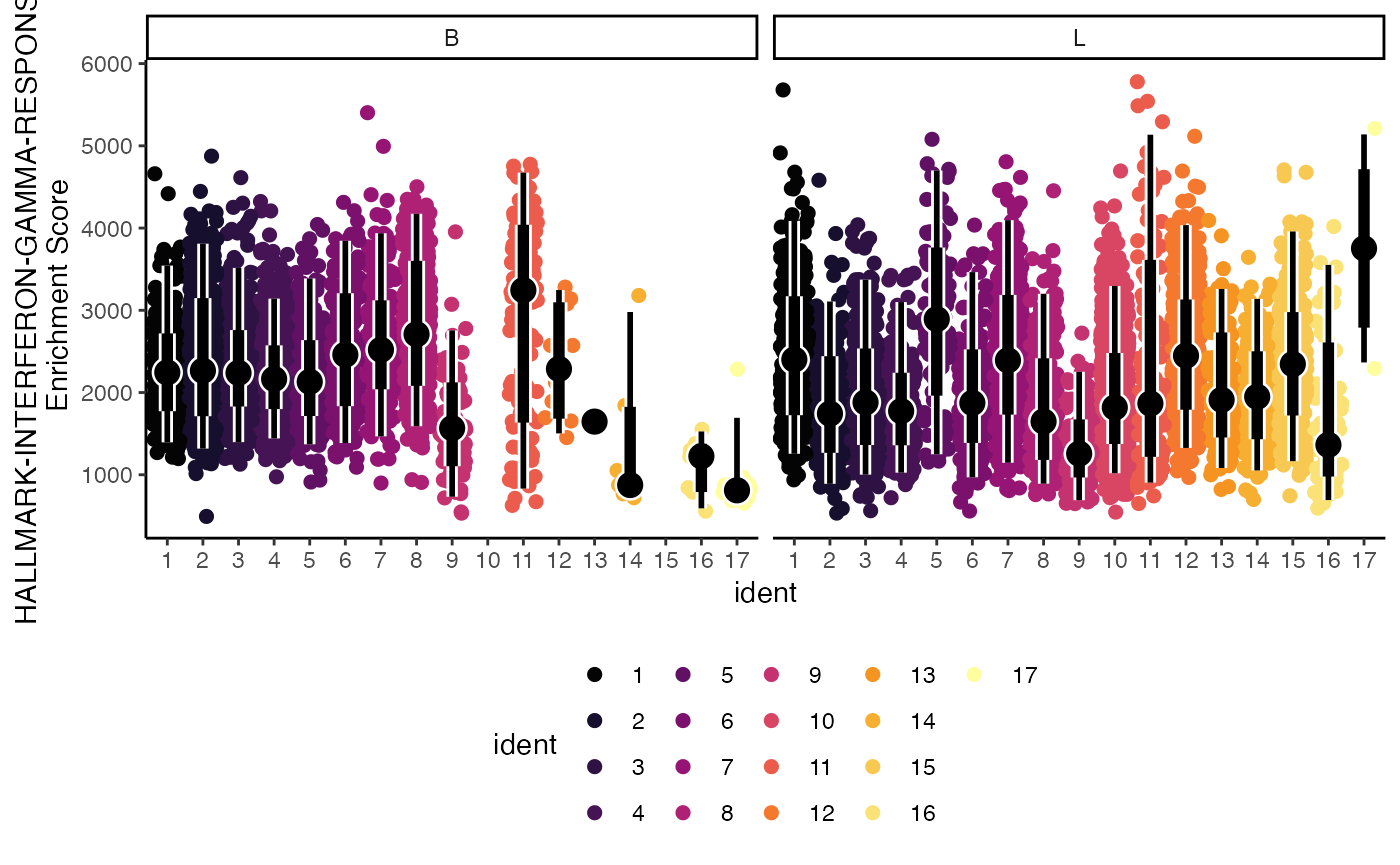 HALLMARK-INTERFERON-GAMMA-RESPONS
Enrichment Score
B
L
6000
5000
4000
3000
2000
1000
1 2 3 4 5 6 7 8 9 10 11 12 13 14 15 16 17
1 2 3 4 5 6 7 8 9 10 11 12 13 14 15 16 17
ident
ident
1 5 9 13 17
2 6 10 14
3 7 11 15
4 8 12 16